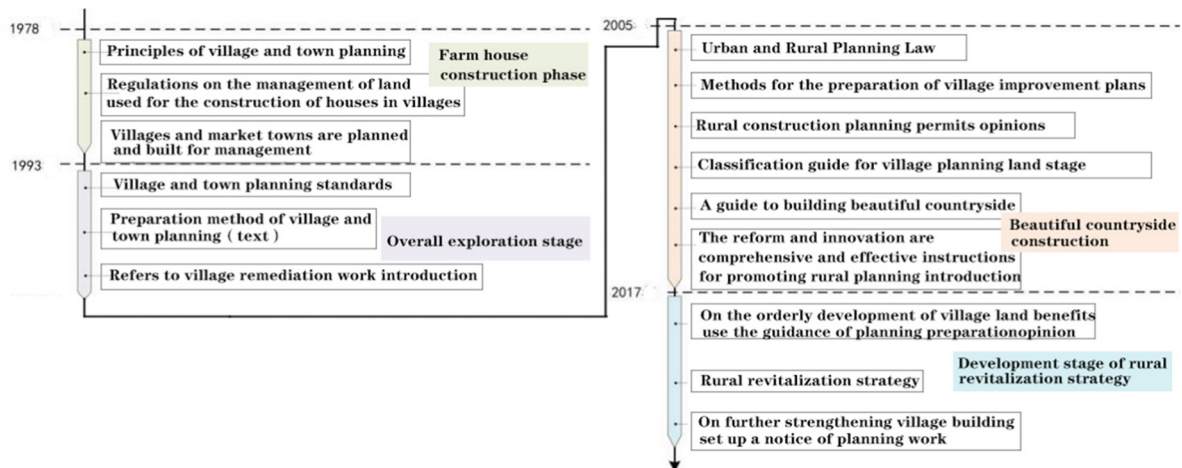 1978
Principles of village and town planning
Farm house
construction phase
Regulations on the management of land
used for the construction of houses in villages
Villages and market towns are planned
and built for management
1993
Village and town planning standards
Preparation method of village and
town planning ( text )
Overall exploration stage
Refers to village remediation work introduction
2005
Urban and Rural Planning Law
Methods for the preparation of village improvement plans
Rural construction planning permits opinions
Classification guide for village planning land stage
A guide to building beautiful countryside
Beautiful countryside
construction
The reform and innovation are
comprehensive and effective instructions
for promoting rural planning introduction
2017
On the orderly development of village land benefits
use the guidance of planning preparationopinion
Development stage of rural
revitalization strategy
Rural revitalization strategy
On further strengthening village building
set up a notice of planning work